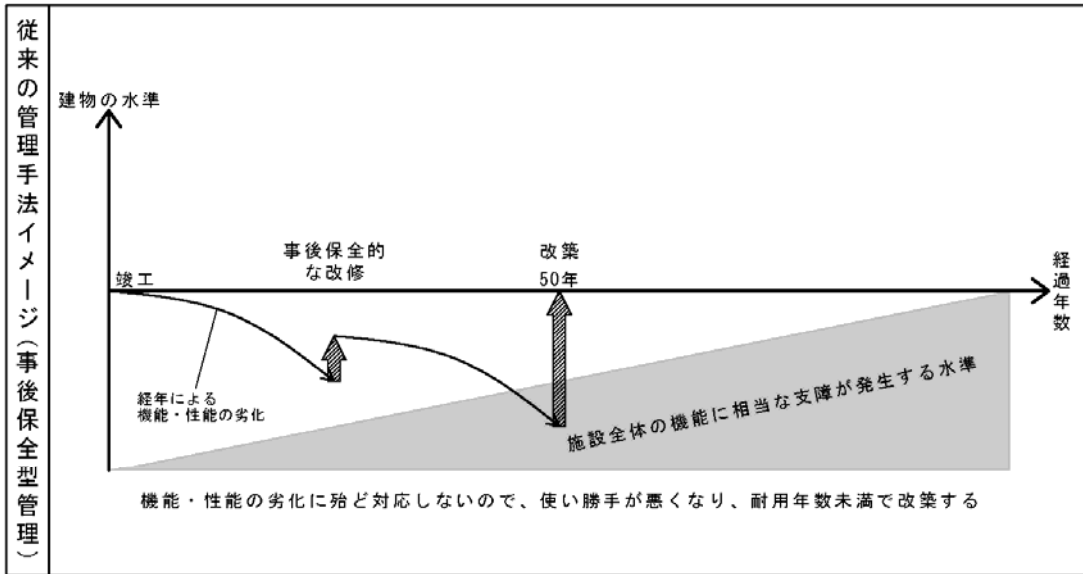 従来の管理手法イメージ(事後保全型管理)
建物の水準
事後保全的
な改修
改築
50年
竣工
経過年数
経年による
機能・性能の劣化
施設全体の機能に相当な支障が発生する水準
機能・性能の劣化に殆ど対応しないので、使い勝手が悪くなり、耐用年数未満で改築する